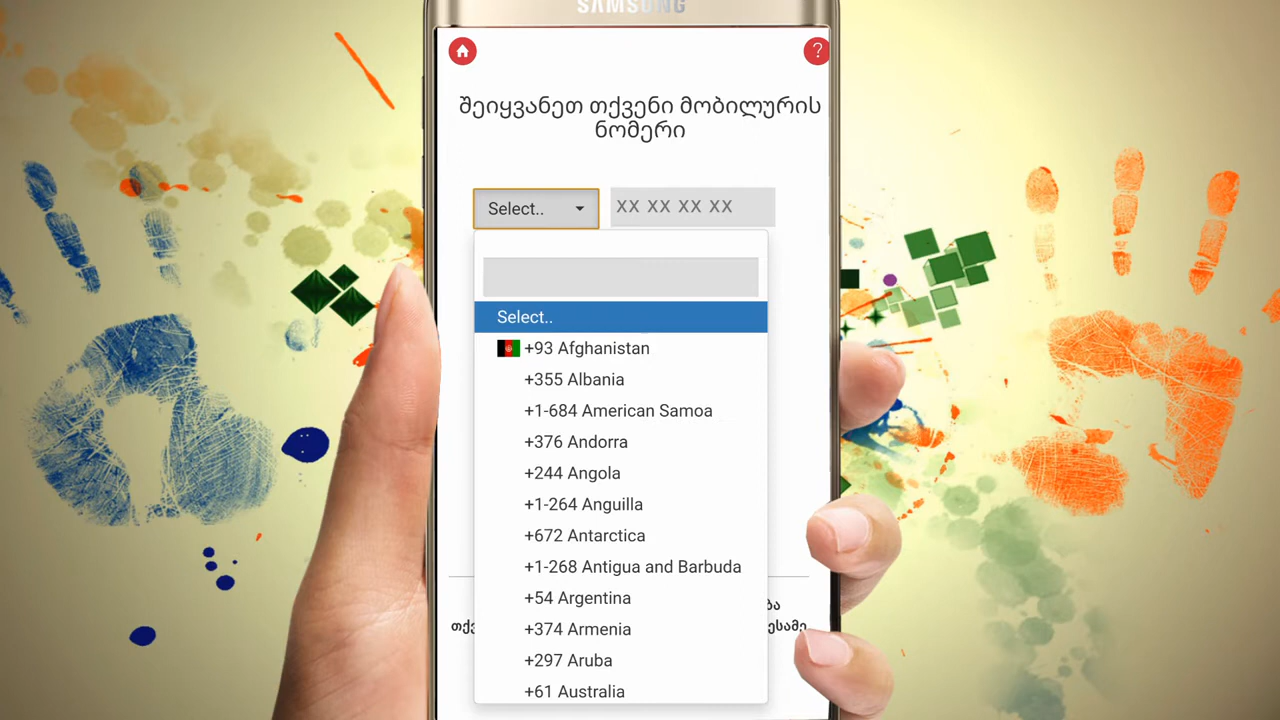 SAMSUNG
?
შეიყვანეთ თქვენი მობილურის
ნომერი
Select..
XX XX XX XX
Select..
+93 Afghanistan
+355 Albania
+1-684 American Samoa
+376 Andorra
+244 Angola
+1-264 Anguilla
+672 Antarctica
+1-268 Antigua and Barbuda
+54 Argentina
+374 Armenia
+297 Aruba
+61 Australia